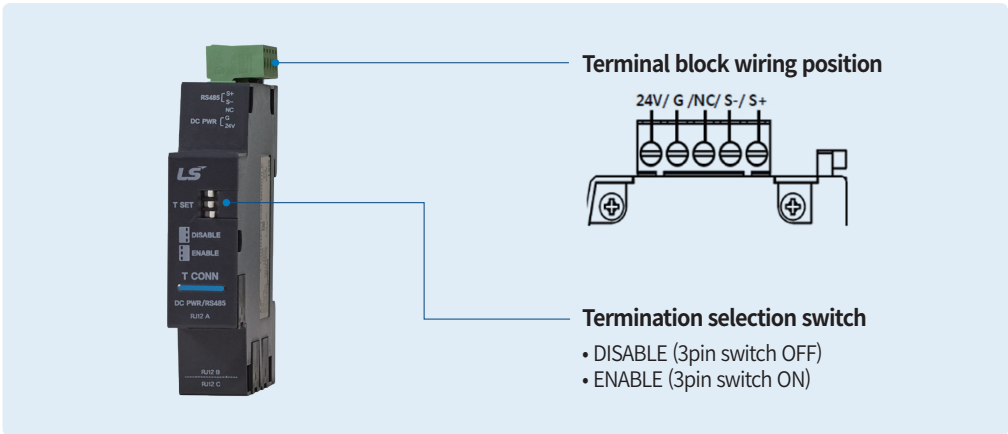 Terminal block wiring position
24V/ G /NC/ S-/ S+
RS485
S+
S-
NC
DC PWR
G
24V
LS
T SET
DISABLE
ENABLE
T CONN
DC PWR/RS485
RJ12 A
RJ12 B
RJ12 C
Termination selection switch
• DISABLE (3pin switch OFF)
• ENABLE (3pin switch ON)